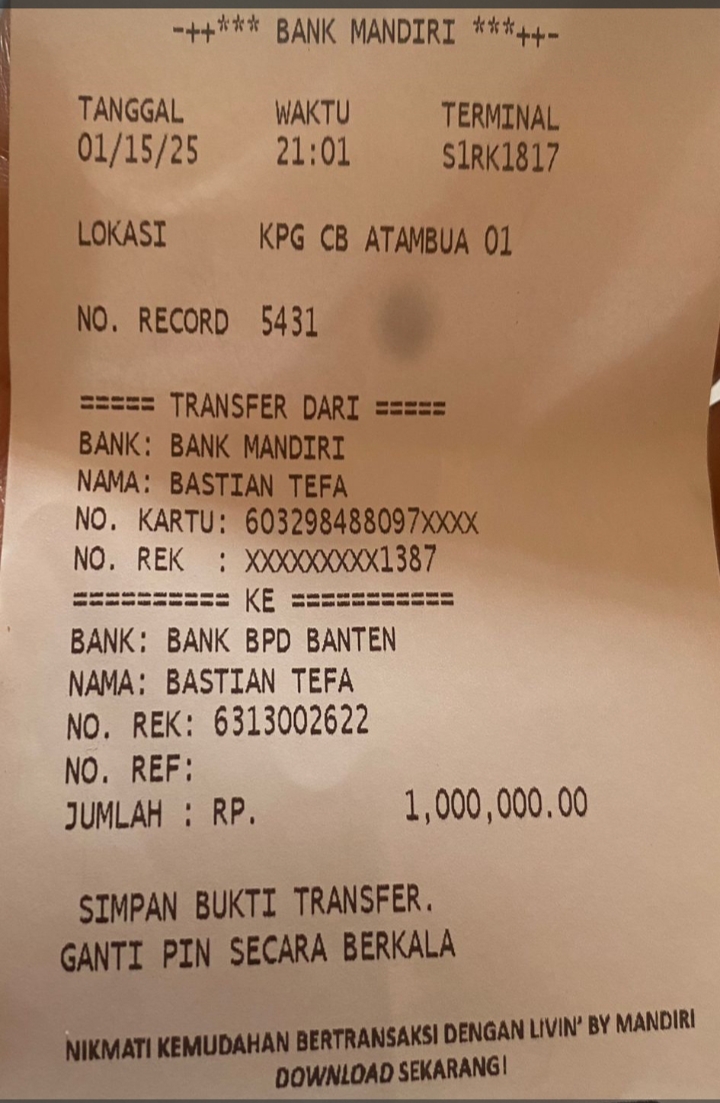 -++*** BANK MANDIRI ***++-
TANGGAL WAKTU TERMINAL
01/15/25 21:01 S1RK1817
LOKASI KPG CB ATAMBUA 01
NO. RECORD 5431
===== TRANSFER DARI =====
BANK: BANK MANDIRI
NAMA: BASTIAN TEFA
NO. KARTU: 603298488097XXXX
NO. REK : XXXXXXXXX1387
========== KE ===========
BANK: BANK BPD BANTEN
NAMA: BASTIAN TEFA
NO. REK: 6313002622
NO. REF:
JUMLAH : RP. 1,000,000.00
SIMPAN BUKTI TRANSFER.
GANTI PIN SECARA BERKALA
NIKMATI KEMUDAHAN BERTRANSAKSI DENGAN LIVIN' BY MANDIRI
DOWNLOAD SEKARANG!